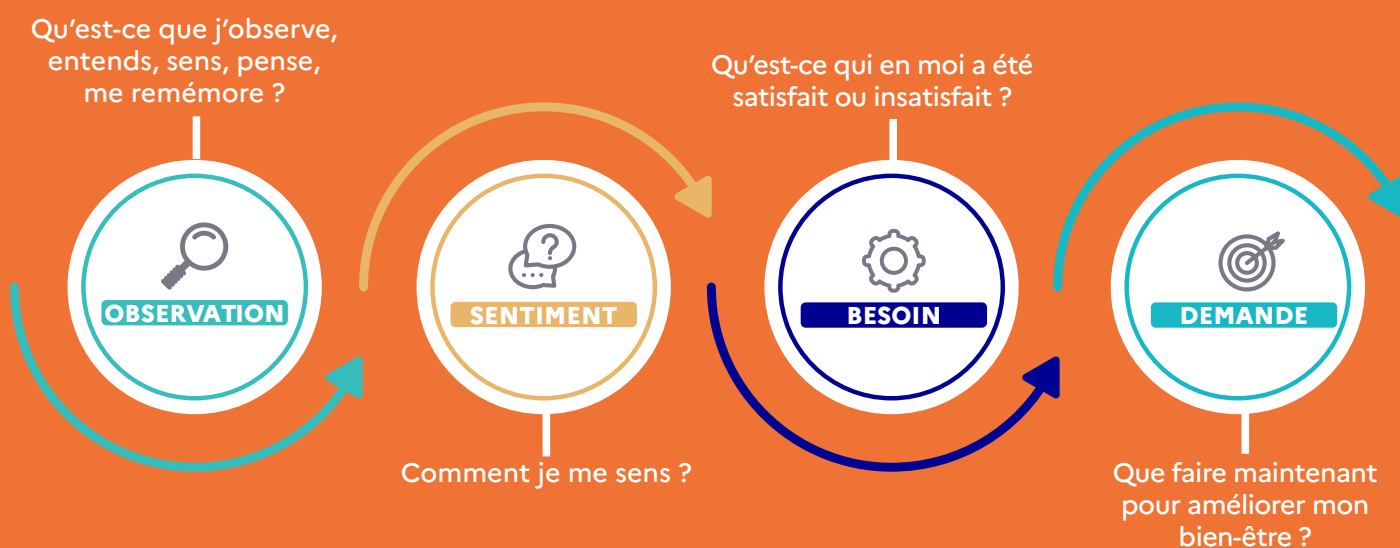 Qu’est-ce que j’observe,
entends, sens, pense,
me remémore ?
OBSERVATION
SENTIMENT
Comment je me sens ?
Qu’est-ce qui en moi a été
satisfait ou insatisfait ?
BESOIN
DEMANDE
Que faire maintenant
pour améliorer mon
bien-être ?